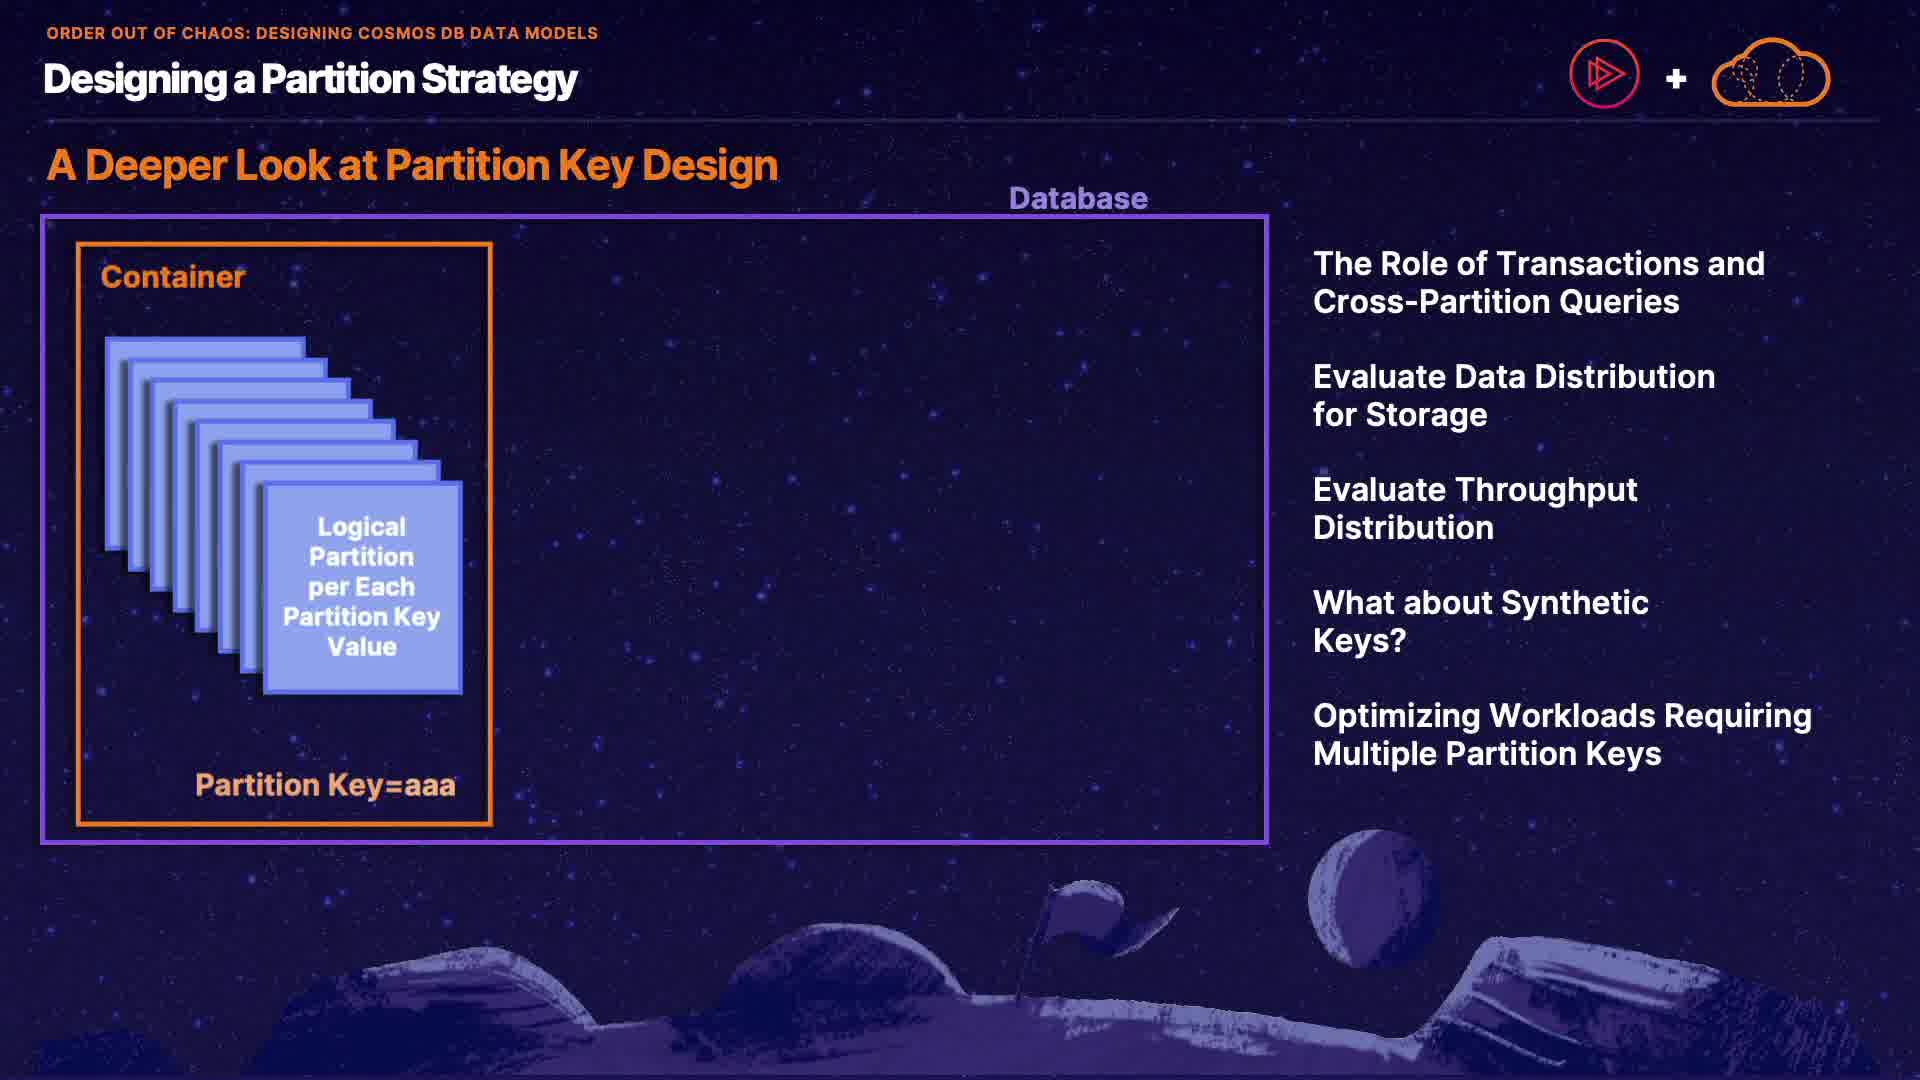 ORDER OUT OF CHAOS: DESIGNING COSMOS DB DATA MODELS
Designing a Partition Strategy
+
A Deeper Look at Partition Key Design
Database
Container
Logical
Partition
per Each
Partition Key
Value
Partition Key=aaa
The Role of Transactions and
Cross-Partition Queries
Evaluate Data Distribution
for Storage
Evaluate Throughput
Distribution
What about Synthetic
Keys?
Optimizing Workloads Requiring
Multiple Partition Keys